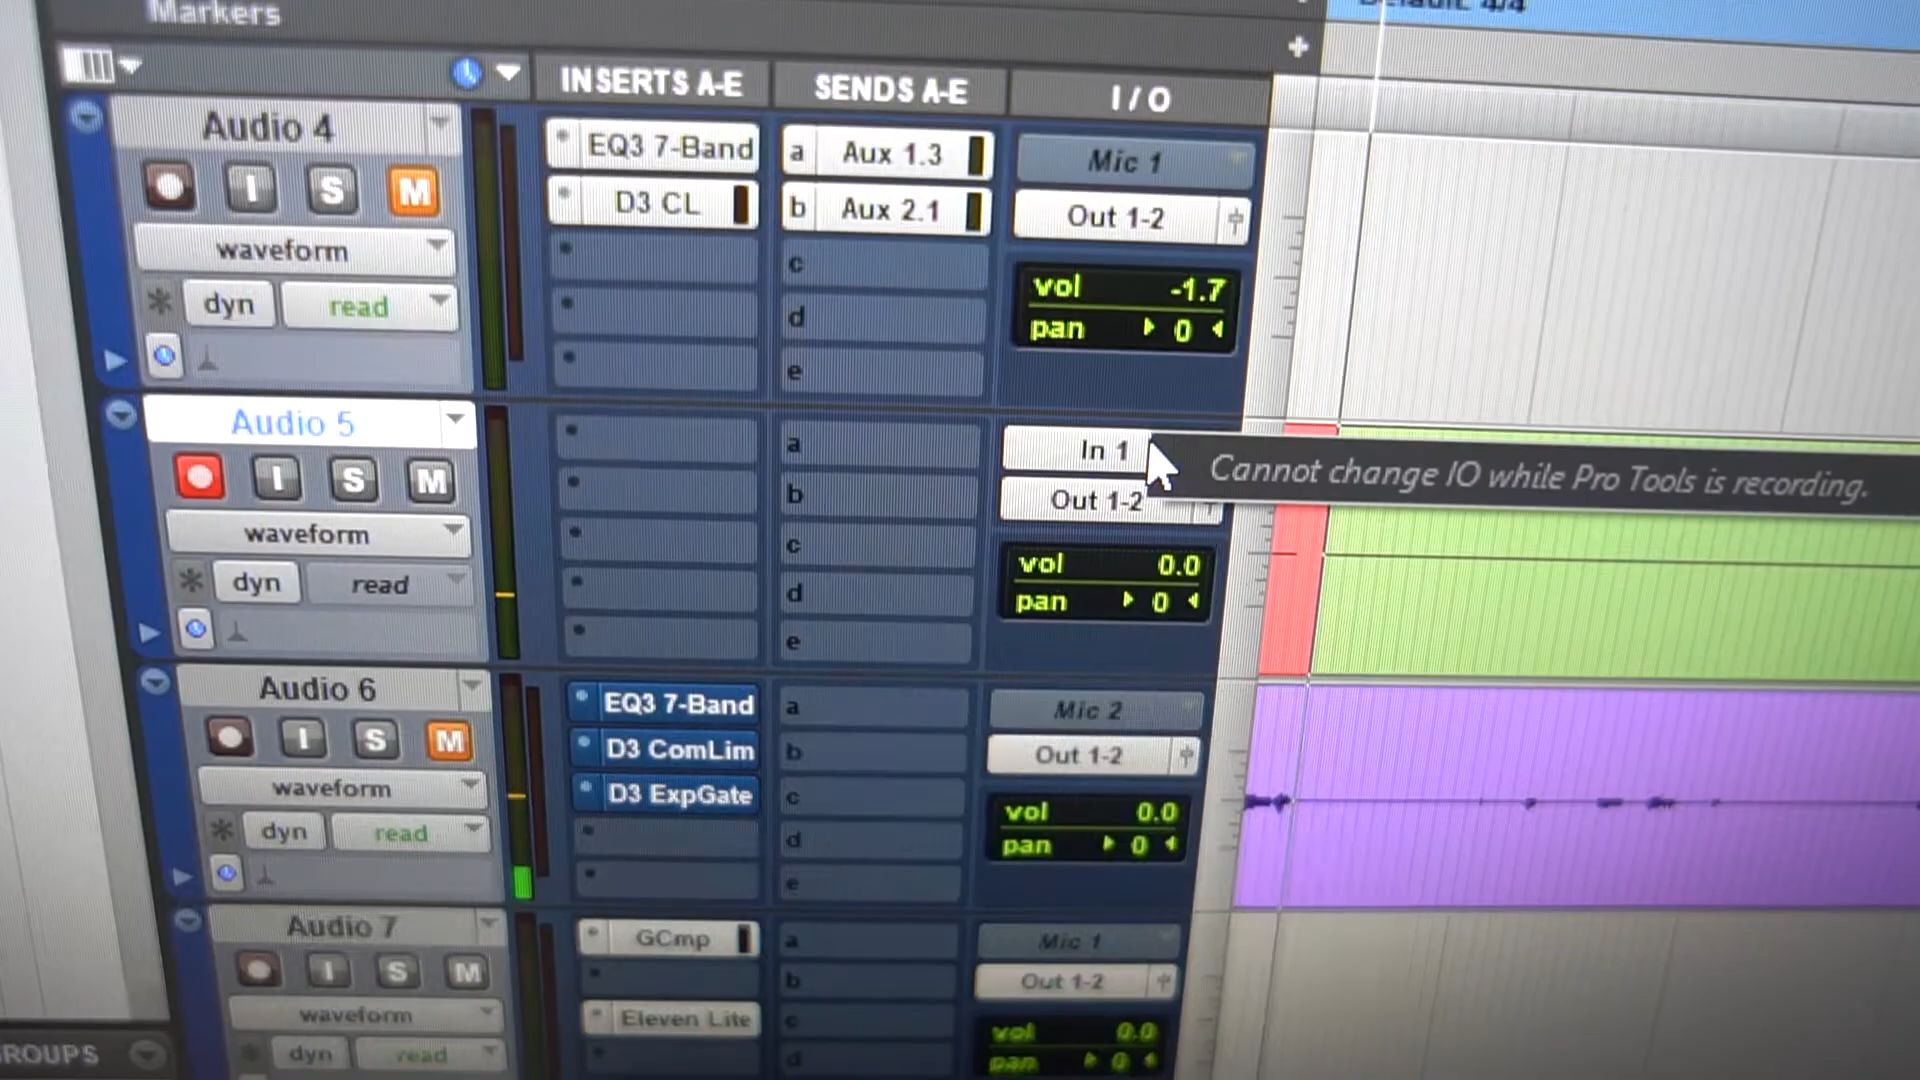 Markers
Default: 4/4
INSERTS A-E
SENDS A-E
I / O
Audio 4
I S M
waveform
dyn read
EQ3 7-Band
D3 CL
a Aux 1.3
b Aux 2.1
c
d
e
Mic 1
Out 1-2
vol -1.7
pan 0
Audio 5
I S M
waveform
dyn read
a
b
c
d
e
In 1
Out 1-2
Cannot change IO while Pro Tools is recording.
vol 0.0
pan 0
Audio 6
I S M
waveform
dyn read
EQ3 7-Band
D3 ComLim
D3 ExpGate
a
b
c
d
e
Mic 2
Out 1-2
vol 0.0
pan 0
Audio 7
I S M
waveform
dyn read
GCmp
Eleven Lite
a
b
c
d
Mic 1
Out 1-2
vol 0.0
pan 0
ROUPS